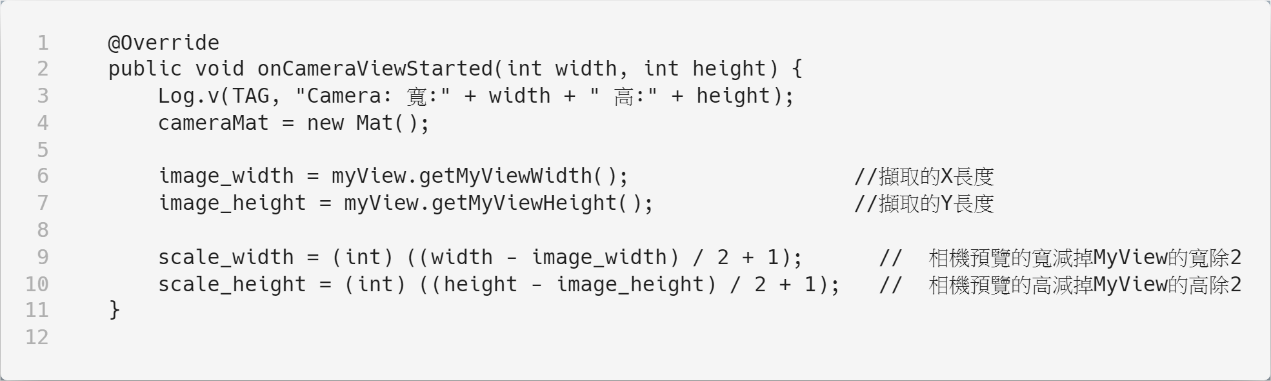 1 @Override
2 public void onCameraViewStarted(int width, int height) {
3 Log.v(TAG, "Camera: 寬:" + width + " 高:" + height);
4 cameraMat = new Mat();
5
6 image_width = myView.getMyViewWidth(); //擷取的X長度
7 image_height = myView.getMyViewHeight(); //擷取的Y長度
8
9 scale_width = (int) ((width - image_width) / 2 + 1); // 相機預覽的寬減掉MyView的寬除2
10 scale_height = (int) ((height - image_height) / 2 + 1); // 相機預覽的高減掉MyView的高除2
11 }
12